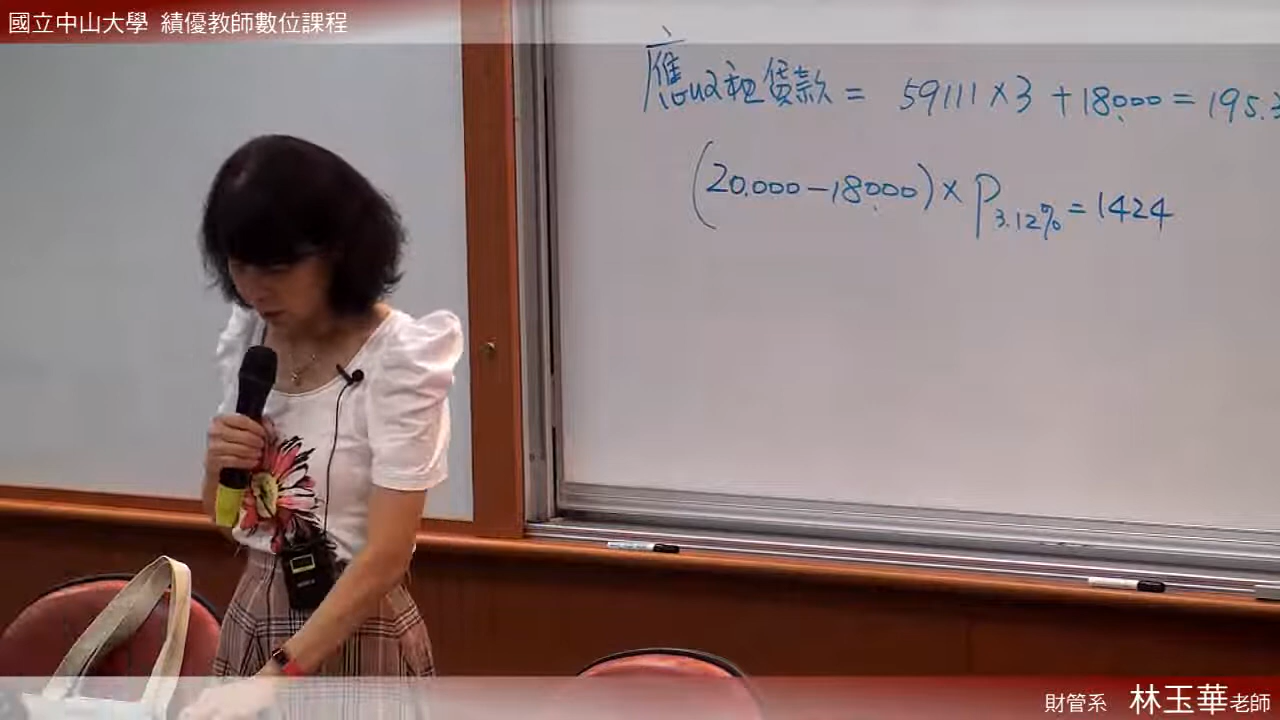 國立中山大學 績優教師數位課程
應收租賃款 = 59111×3 + 18.000 = 195.3
(20.000－18.000)× P3.12% = 1424
財管系 林玉華老師